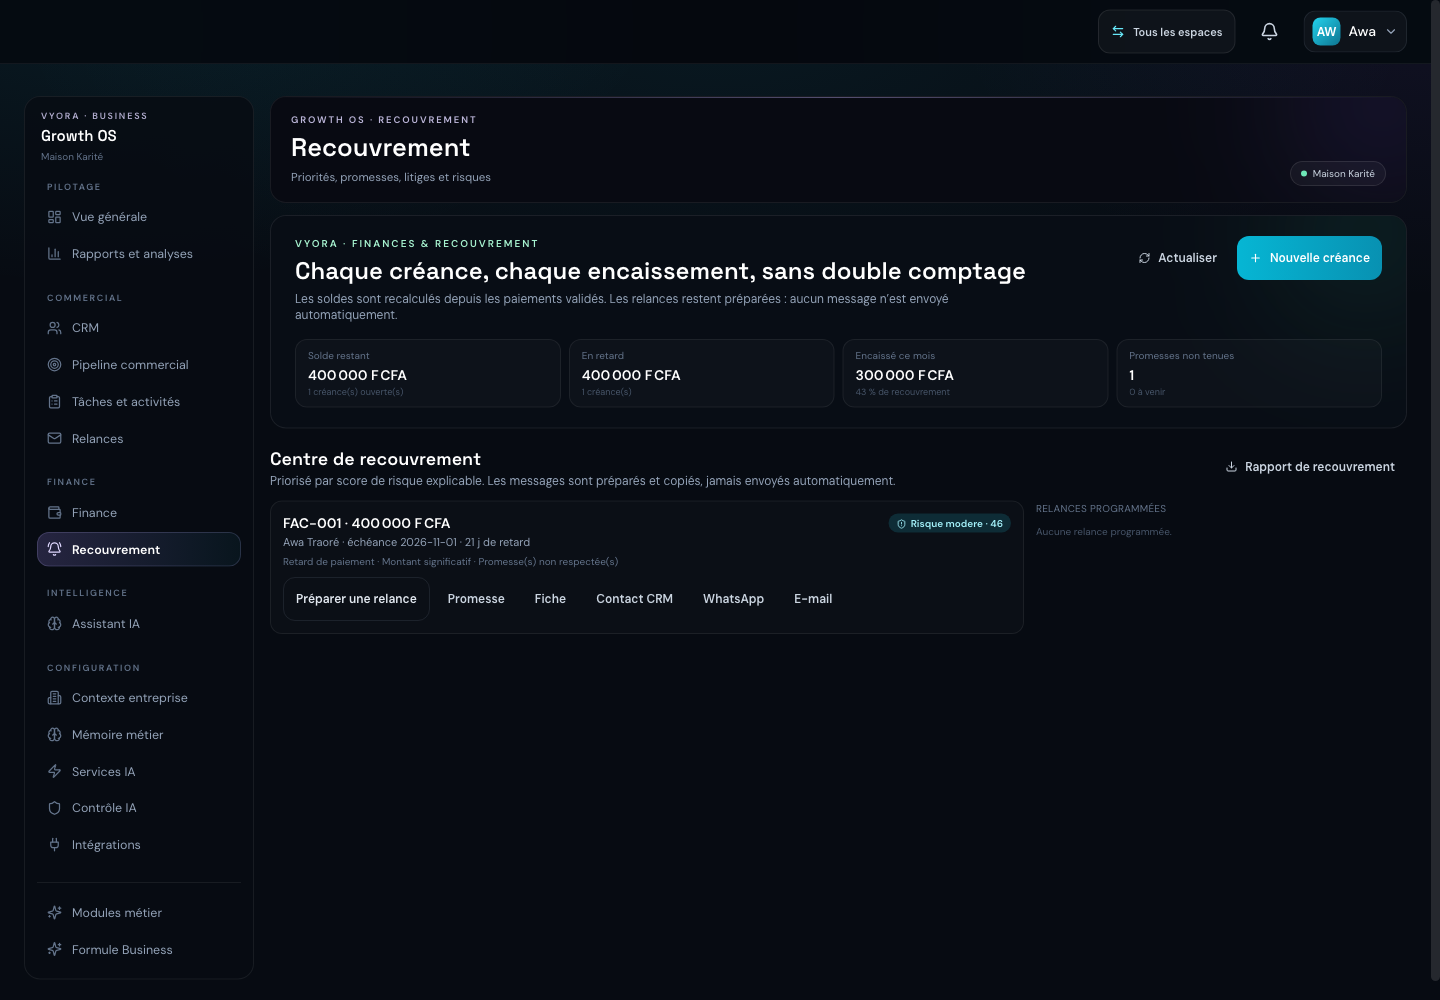 Tous les espaces
AW Awa
VYORA · BUSINESS
Growth OS
Maison Karité
PILOTAGE
Vue générale
Rapports et analyses
COMMERCIAL
CRM
Pipeline commercial
Tâches et activités
Relances
FINANCE
Finance
Recouvrement
INTELLIGENCE
Assistant IA
CONFIGURATION
Contexte entreprise
Mémoire métier
Services IA
Contrôle IA
Intégrations
Modules métier
Formule Business
GROWTH OS · RECOUVREMENT
Recouvrement
Priorités, promesses, litiges et risques
Maison Karité
VYORA · FINANCES & RECOUVREMENT
Chaque créance, chaque encaissement, sans double comptage
Les soldes sont recalculés depuis les paiements validés. Les relances restent préparées : aucun message n'est envoyé
automatiquement.
Actualiser
Nouvelle créance
Solde restant
400 000 F CFA
1 créance(s) ouverte(s)
En retard
400 000 F CFA
1 créance(s)
Encaissé ce mois
300 000 F CFA
43 % de recouvrement
Promesses non tenues
1
0 à venir
Centre de recouvrement
Priorisé par score de risque explicable. Les messages sont préparés et copiés, jamais envoyés automatiquement.
Rapport de recouvrement
FAC-001 · 400 000 F CFA
Risque modere · 46
Awa Traoré · échéance 2026-11-01 · 21 j de retard
Retard de paiement · Montant significatif · Promesse(s) non respectée(s)
Préparer une relance Promesse Fiche Contact CRM WhatsApp E-mail
RELANCES PROGRAMMÉES
Aucune relance programmée.